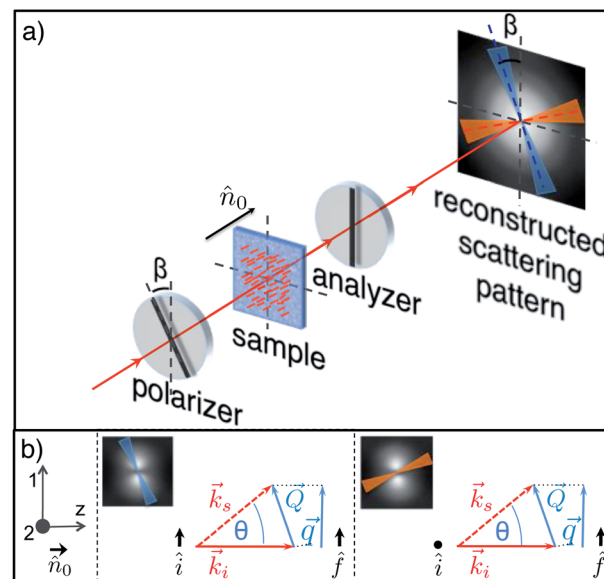 a)
β
n̂₀
β
analyzer
sample
polarizer
reconstructed
scattering
pattern
b)
1
z
2
n⃗₀
k⃗ₛ
Q⃗
θ
q⃗
î
k⃗ᵢ
f̂
k⃗ₛ
Q⃗
θ
q⃗
î
k⃗ᵢ
f̂